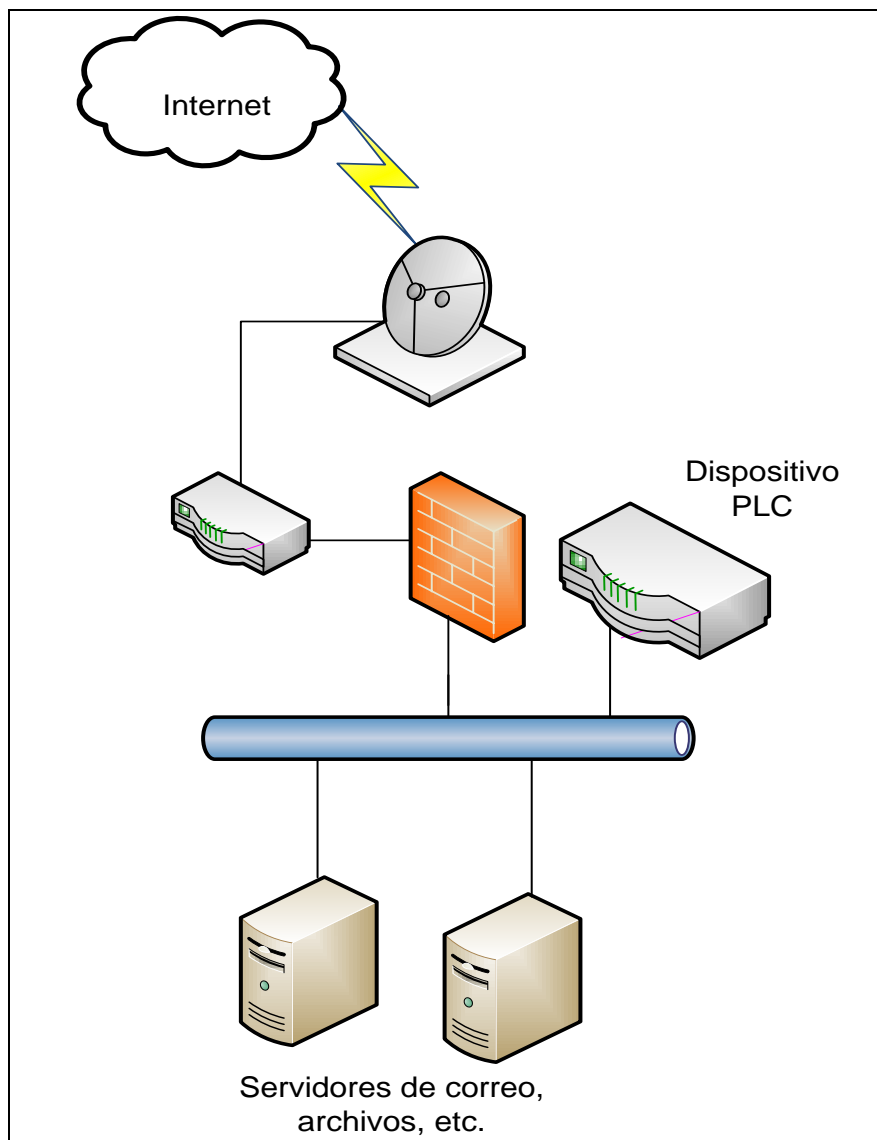 Internet
Dispositivo
PLC
Servidores de correo,
archivos, etc.